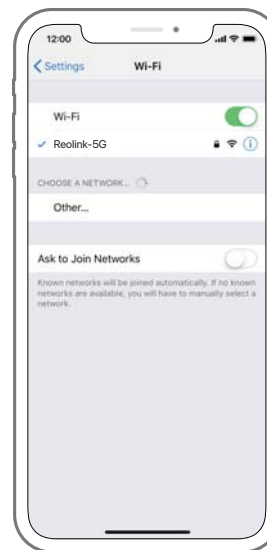 12:00
Settings
Wi-Fi
Wi-Fi
Reolink-5G
CHOOSE A NETWORK...
Other...
Ask to Join Networks
Known networks will be joined automatically. If no known
networks are available, you will have to manually select a
network.